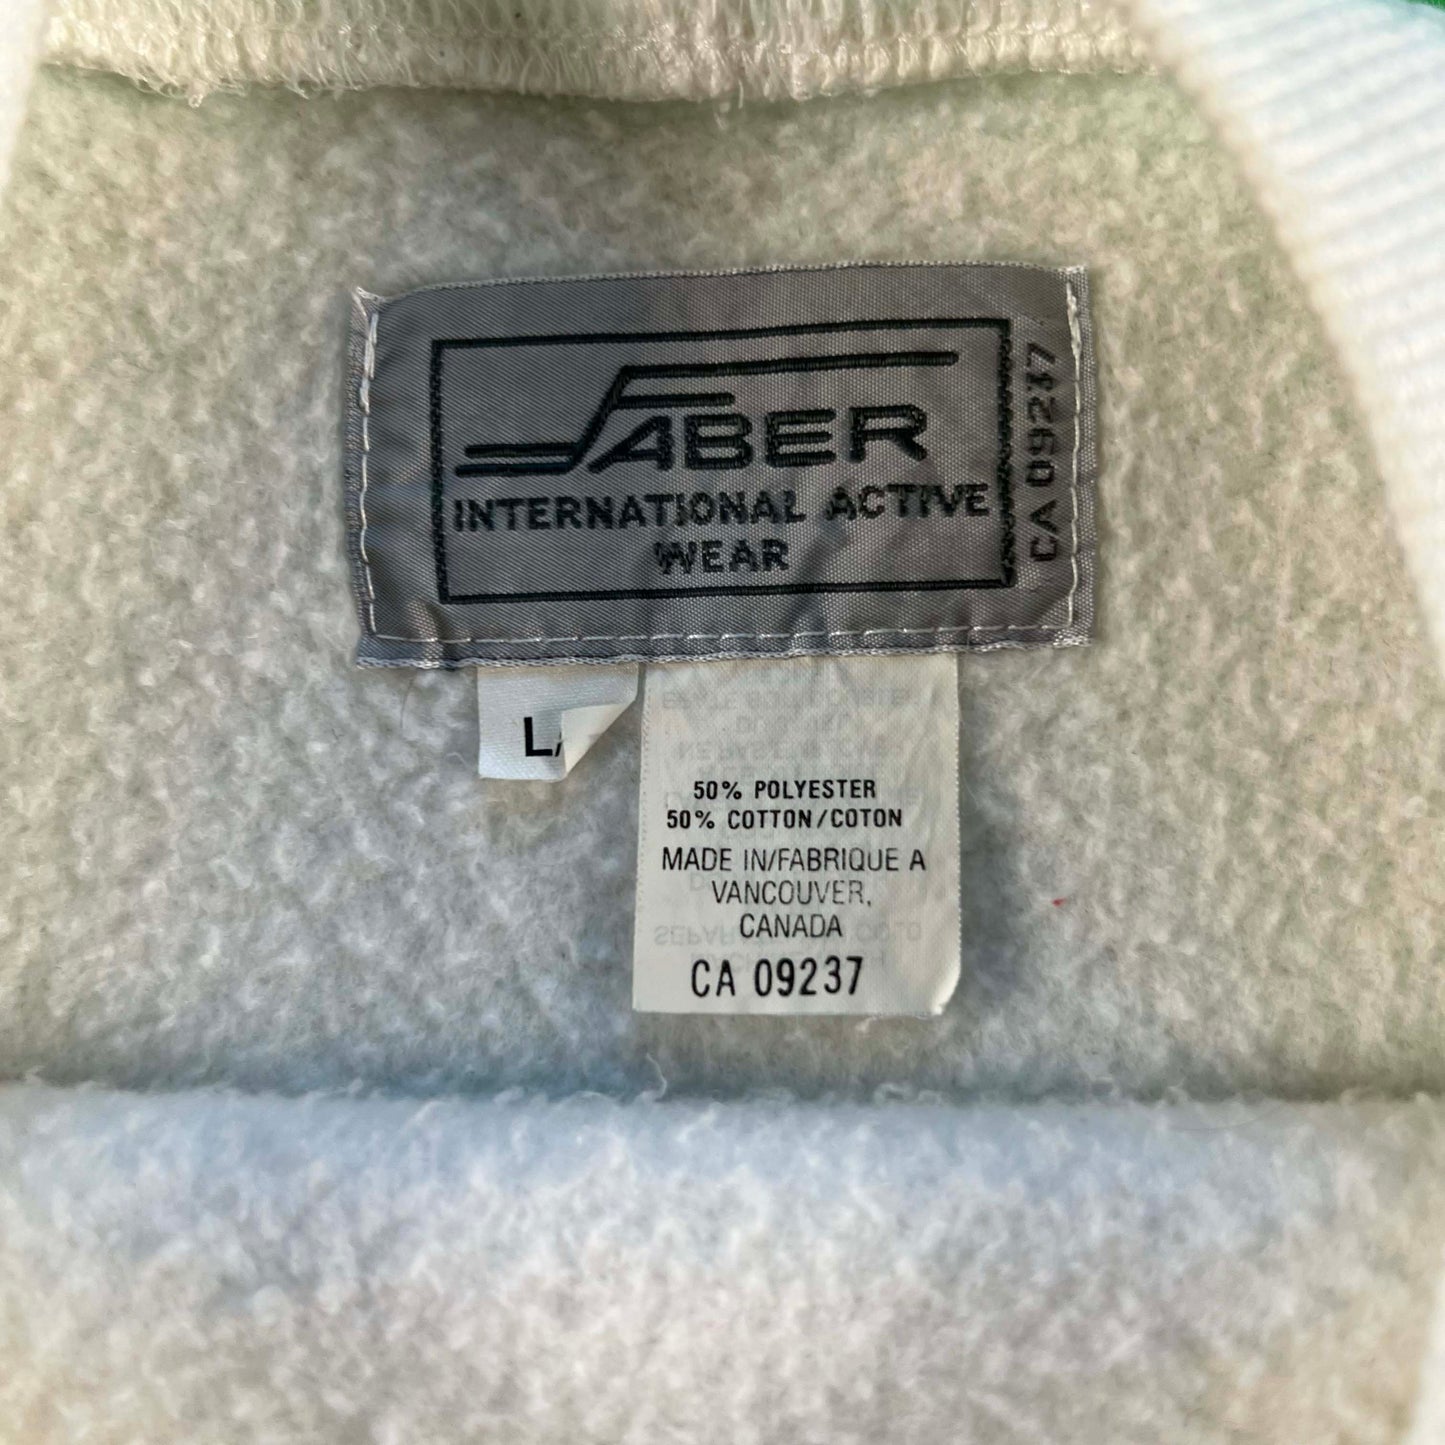 SABER
INTERNATIONAL ACTIVE
WEAR
CA 09237
L
50% POLYESTER
50% COTTON/COTON
MADE IN/FABRIQUE A
VANCOUVER,
CANADA
CA 09237